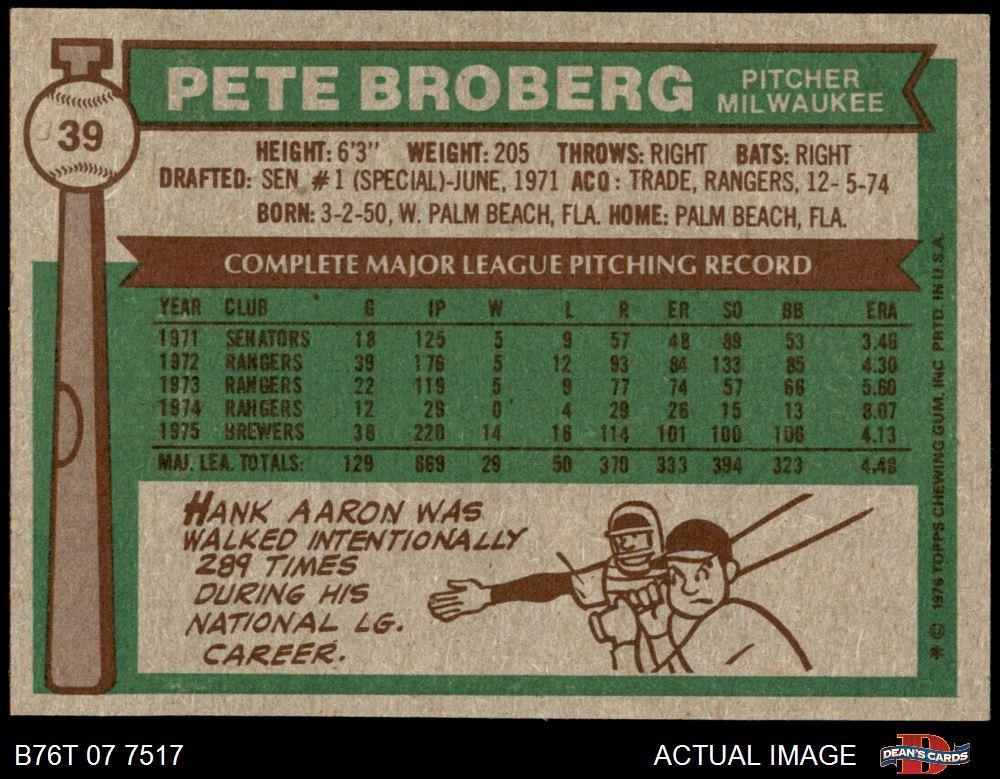 39
PETE BROBERG
PITCHER
MILWAUKEE
HEIGHT: 6'3" WEIGHT: 205 THROWS: RIGHT BATS: RIGHT
DRAFTED: SEN #1 (SPECIAL)-JUNE, 1971 ACQ: TRADE, RANGERS, 12-5-74
BORN: 3-2-50, W. PALM BEACH, FLA. HOME: PALM BEACH, FLA.
COMPLETE MAJOR LEAGUE PITCHING RECORD
YEAR CLUB G IP W L R ER SO BB ERA
1971 SENATORS 18 125 5 9 57 48 89 53 3.46
1972 RANGERS 39 176 5 12 93 84 133 85 4.30
1973 RANGERS 22 119 5 9 77 74 57 66 5.60
1974 RANGERS 12 29 0 4 29 26 15 13 8.07
1975 BREWERS 38 220 14 16 114 101 100 106 4.13
MAJ. LEA. TOTALS: 129 669 29 50 370 333 394 323 4.48
HANK AARON WAS
WALKED INTENTIONALLY
289 TIMES
DURING HIS
NATIONAL LG.
CAREER.
* © 1976 TOPPS CHEWING GUM, INC. PRTD. IN U.S.A.
B76T 07 7517
ACTUAL IMAGE
DEAN'S CARDS